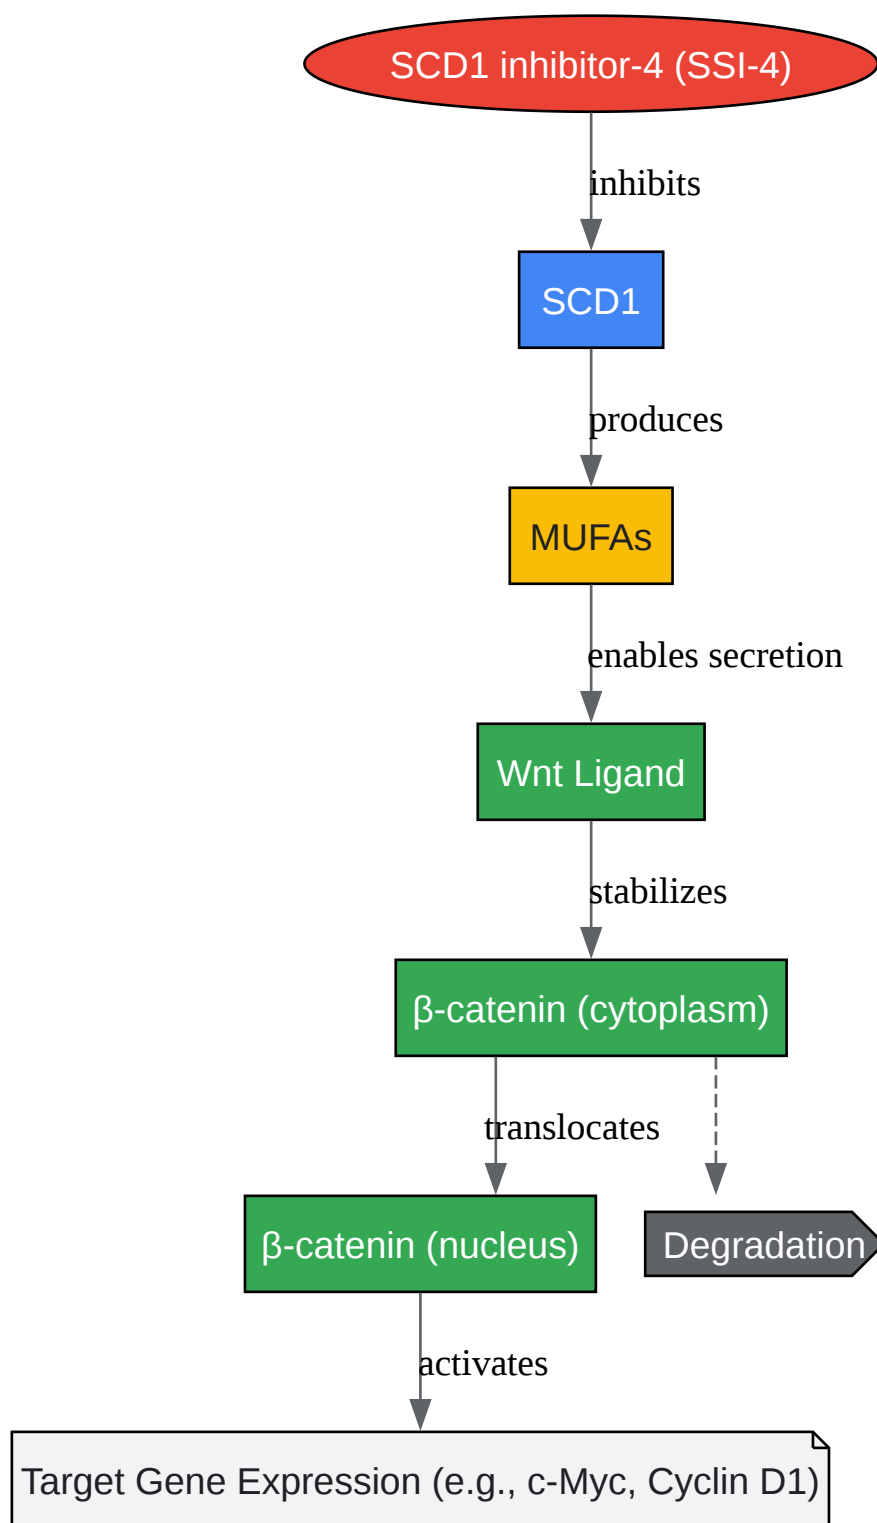 SCD1 inhibitor-4 (SSI-4)
inhibits
SCD1
produces
MUFAs
enables secretion
Wnt Ligand
stabilizes
β-catenin (cytoplasm)
translocates
β-catenin (nucleus)
Degradation
activates
Target Gene Expression (e.g., c-Myc, Cyclin D1)